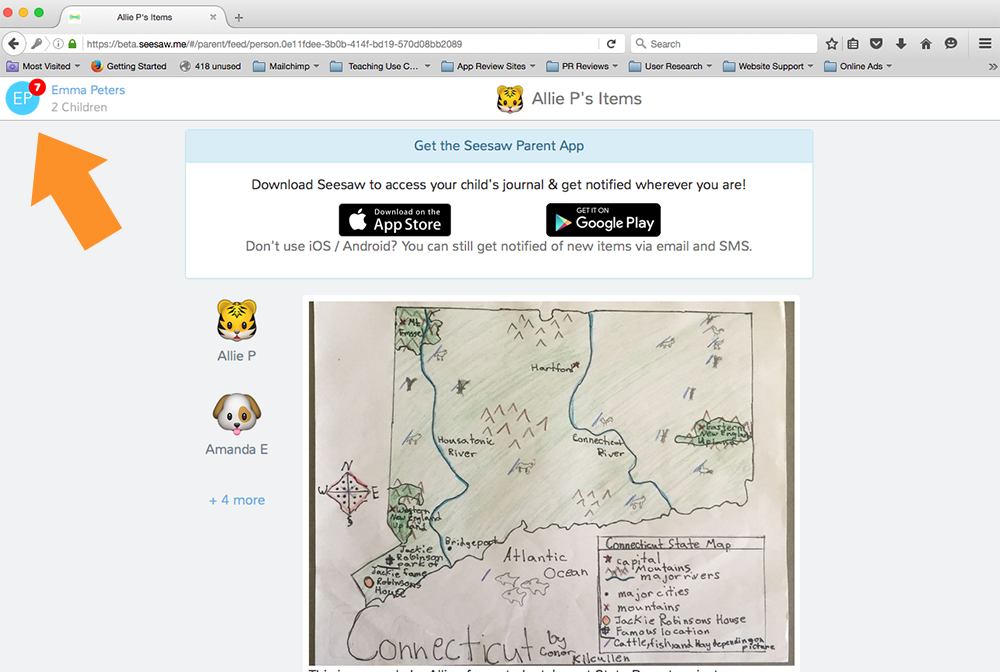 Allie P's Items
https://beta.seesaw.me/#/parent/feed/person.0e11fdee-3b0b-414f-bd19-570d08bb2089
Search
Most Visited
Getting Started
418 unused
Mailchimp
Teaching Use C...
App Review Sites
PR Reviews
User Research
Website Support
Online Ads
EP
7
Emma Peters
2 Children
Allie P's Items
Get the Seesaw Parent App
Download Seesaw to access your child's journal & get notified wherever you are!
Download on the
App Store
GET IT ON
Google Play
Don't use iOS / Android? You can still get notified of new items via email and SMS.
Allie P
Amanda E
+ 4 more
Hartford
Housatonic
River
Connecticut
River
Eastern
New England
Upland
N
W
E
S
Western
New England
Upland
Bridgeport
Jackie
Robinson
park of
fame
Jackie
Robinsons
House
Atlantic
Ocean
Connecticut State Map
capital
Moutains
major rivers
major cities
mountains
Jackie Robinsons House
Famous location
Cattle, fish and Hay depending on
picture
Connecticut by
Conor
Kilcullen